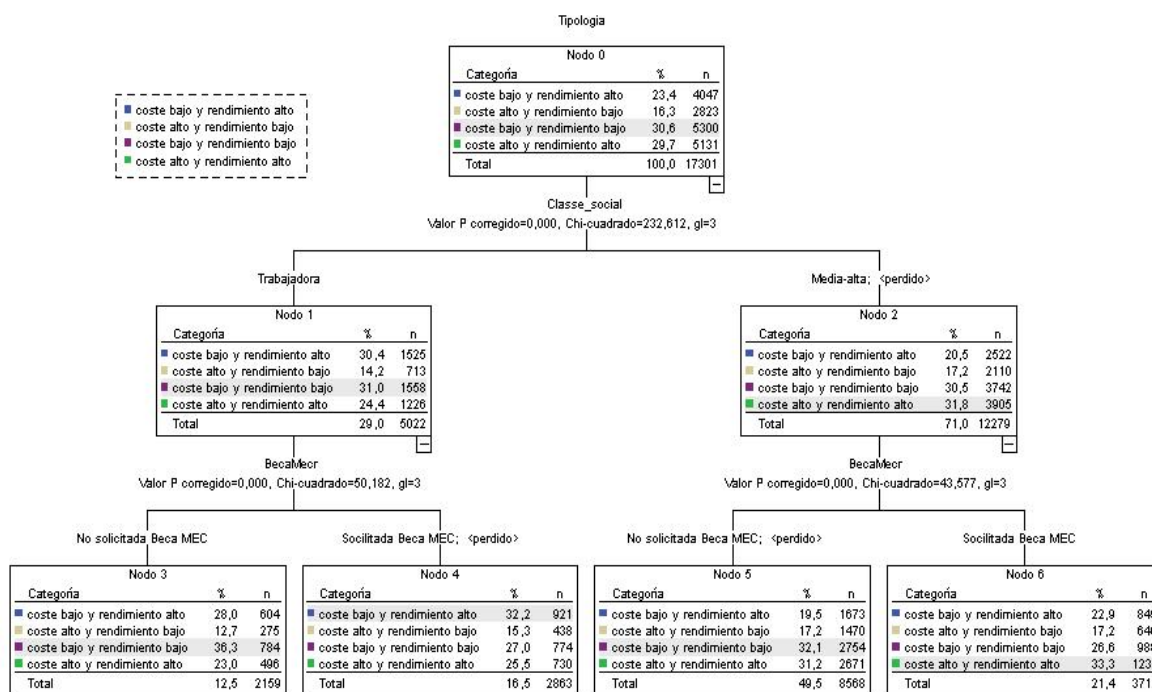 Tipologia
coste bajo y rendimiento alto
coste alto y rendimiento bajo
coste bajo y rendimiento bajo
coste alto y rendimiento alto
Nodo 0
Categoría % n
coste bajo y rendimiento alto 23,4 4047
coste alto y rendimiento bajo 16,3 2823
coste bajo y rendimiento bajo 30,6 5300
coste alto y rendimiento alto 29,7 5131
Total 100,0 17301
Classe_social
Valor P corregido=0,000, Chi-cuadrado=232,612, gl=3
Trabajadora
Media-alta; <perdido>
Nodo 1
Categoría % n
coste bajo y rendimiento alto 30,4 1525
coste alto y rendimiento bajo 14,2 713
coste bajo y rendimiento bajo 31,0 1558
coste alto y rendimiento alto 24,4 1226
Total 29,0 5022
Nodo 2
Categoría % n
coste bajo y rendimiento alto 20,5 2522
coste alto y rendimiento bajo 17,2 2110
coste bajo y rendimiento bajo 30,5 3742
coste alto y rendimiento alto 31,8 3905
Total 71,0 12279
BecaMecr
Valor P corregido=0,000, Chi-cuadrado=50,182, gl=3
BecaMecr
Valor P corregido=0,000, Chi-cuadrado=43,577, gl=3
No solicitada Beca MEC
Socilitada Beca MEC; <perdido>
No solicitada Beca MEC; <perdido>
Socilitada Beca MEC
Nodo 3
Categoría % n
coste bajo y rendimiento alto 28,0 604
coste alto y rendimiento bajo 12,7 275
coste bajo y rendimiento bajo 36,3 784
coste alto y rendimiento alto 23,0 496
Total 12,5 2159
Nodo 4
Categoría % n
coste bajo y rendimiento alto 32,2 921
coste alto y rendimiento bajo 15,3 438
coste bajo y rendimiento bajo 27,0 774
coste alto y rendimiento alto 25,5 730
Total 16,5 2863
Nodo 5
Categoría % n
coste bajo y rendimiento alto 19,5 1673
coste alto y rendimiento bajo 17,2 1470
coste bajo y rendimiento bajo 32,1 2754
coste alto y rendimiento alto 31,2 2671
Total 49,5 8568
Nodo 6
Categoría % n
coste bajo y rendimiento alto 22,9
coste alto y rendimiento bajo 17,2
coste bajo y rendimiento bajo 26,6
coste alto y rendimiento alto 33,3
Total 21,4